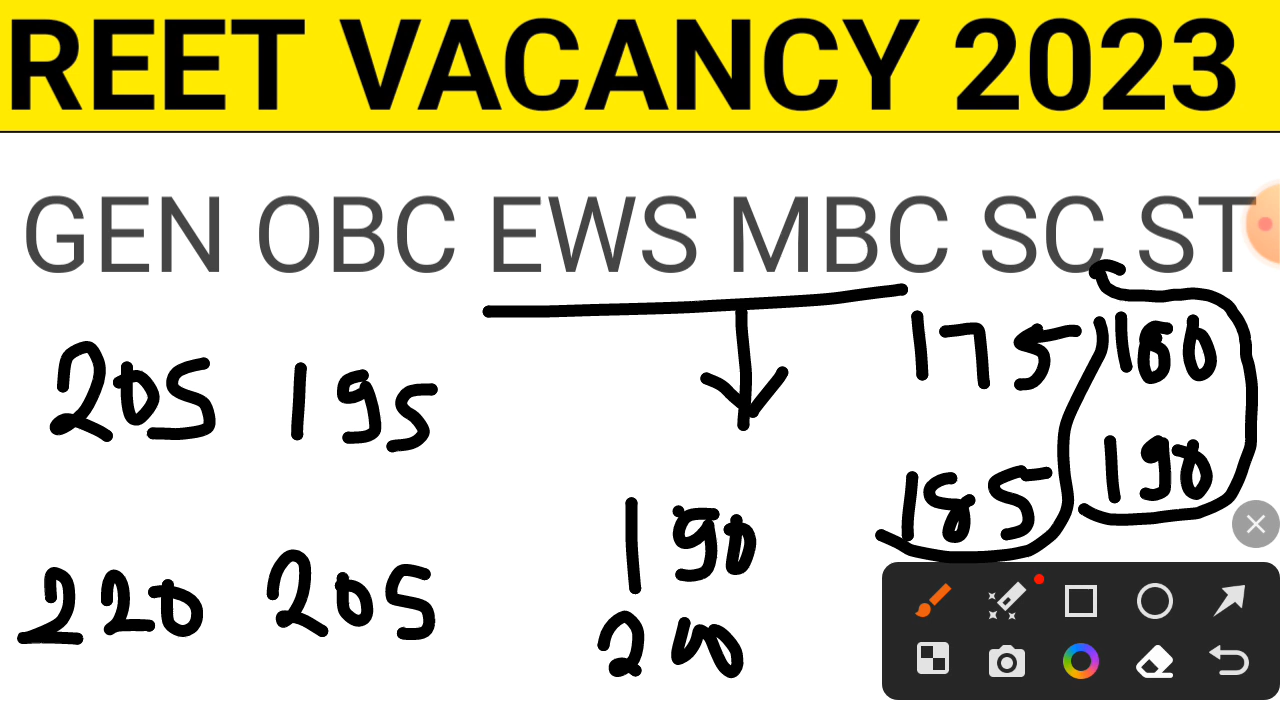 REET VACANCY 2023
GEN OBC EWS MBC SC ST
205 195 175 180
190
185
190
220 205
200